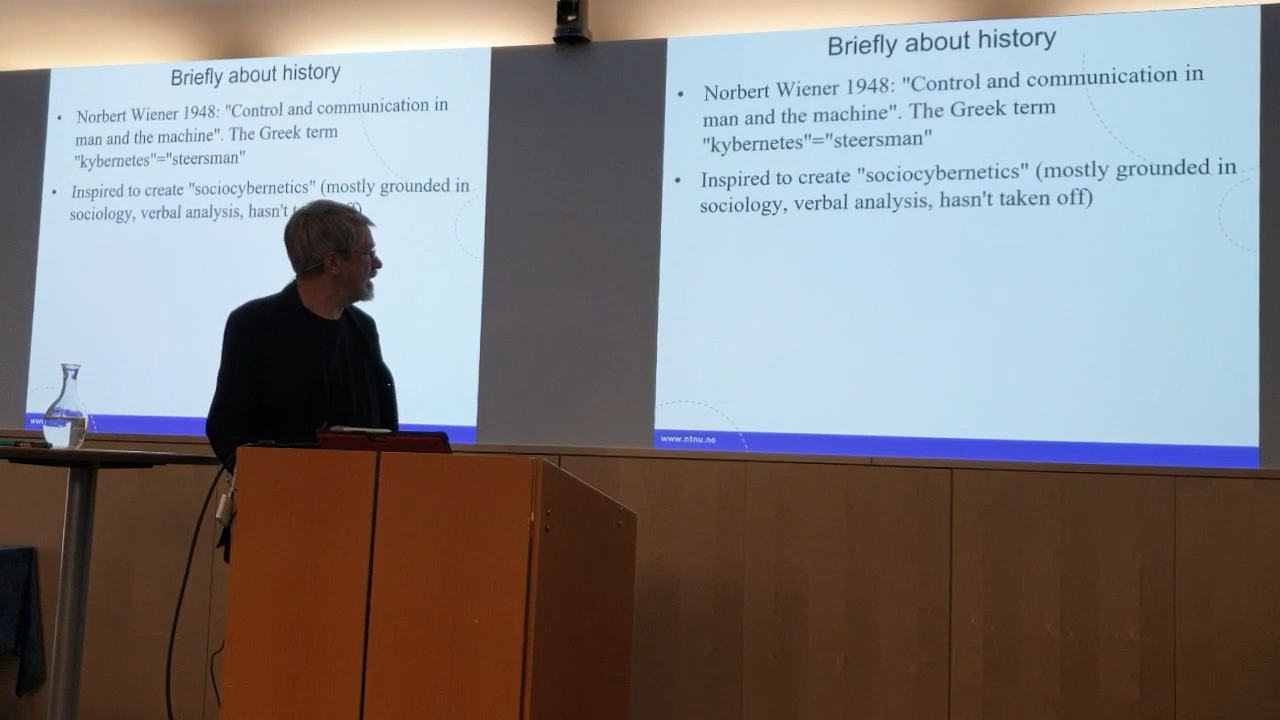 Briefly about history
• Norbert Wiener 1948: "Control and communication in
man and the machine". The Greek term
"kybernetes"="steersman"
• Inspired to create "sociocybernetics" (mostly grounded in
sociology, verbal analysis, hasn't
www
Briefly about history
• Norbert Wiener 1948: "Control and communication in
man and the machine". The Greek term
"kybernetes"="steersman"
• Inspired to create "sociocybernetics" (mostly grounded in
sociology, verbal analysis, hasn't taken off)
www.ntnu.no